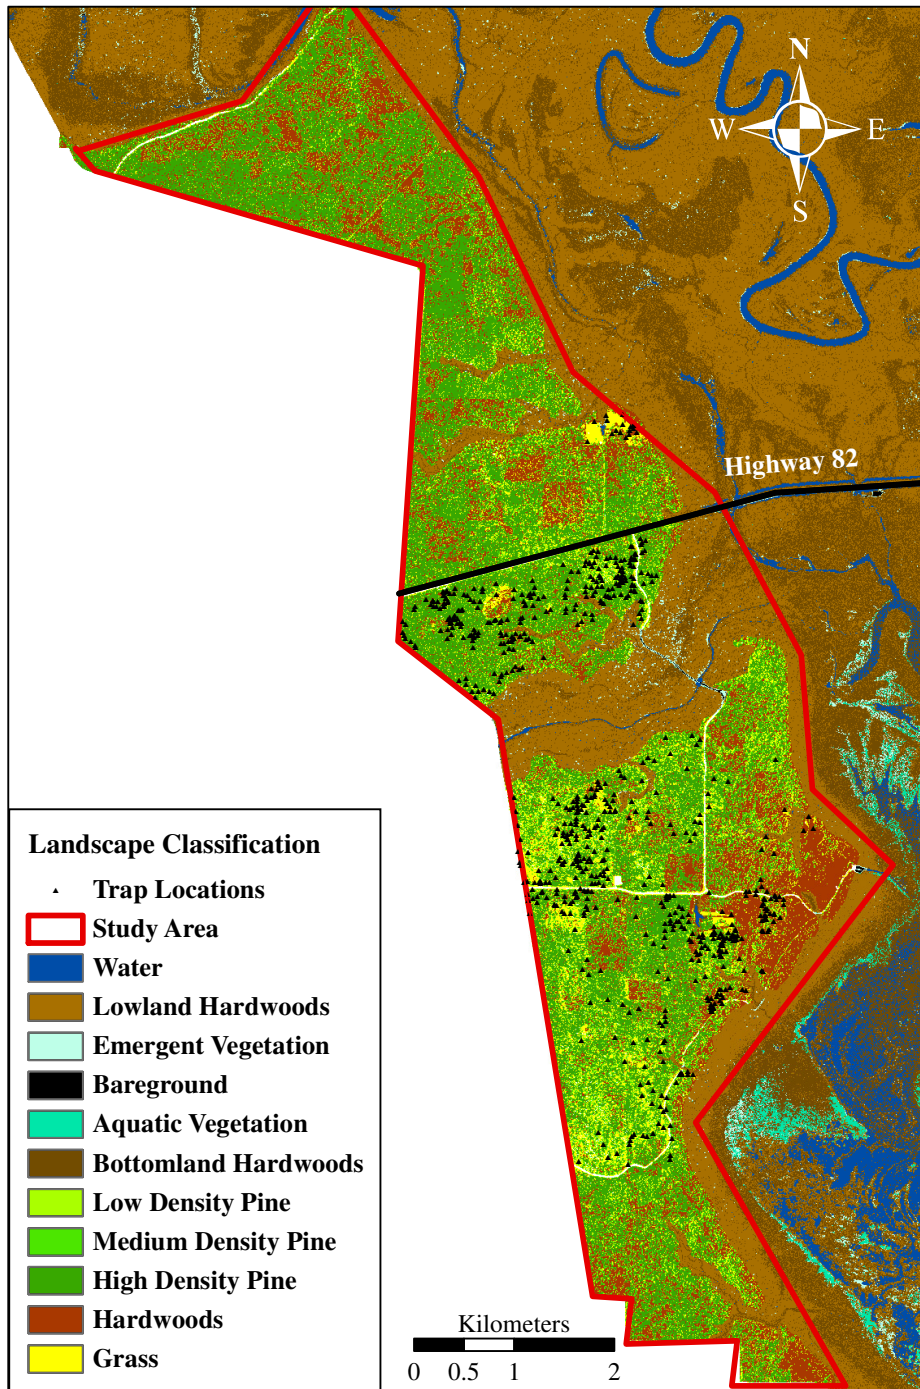 N
W E
S
Highway 82
Landscape Classification
Trap Locations
Study Area
Water
Lowland Hardwoods
Emergent Vegetation
Bareground
Aquatic Vegetation
Bottomland Hardwoods
Low Density Pine
Medium Density Pine
High Density Pine
Hardwoods
Grass
Kilometers
0 0.5 1 2